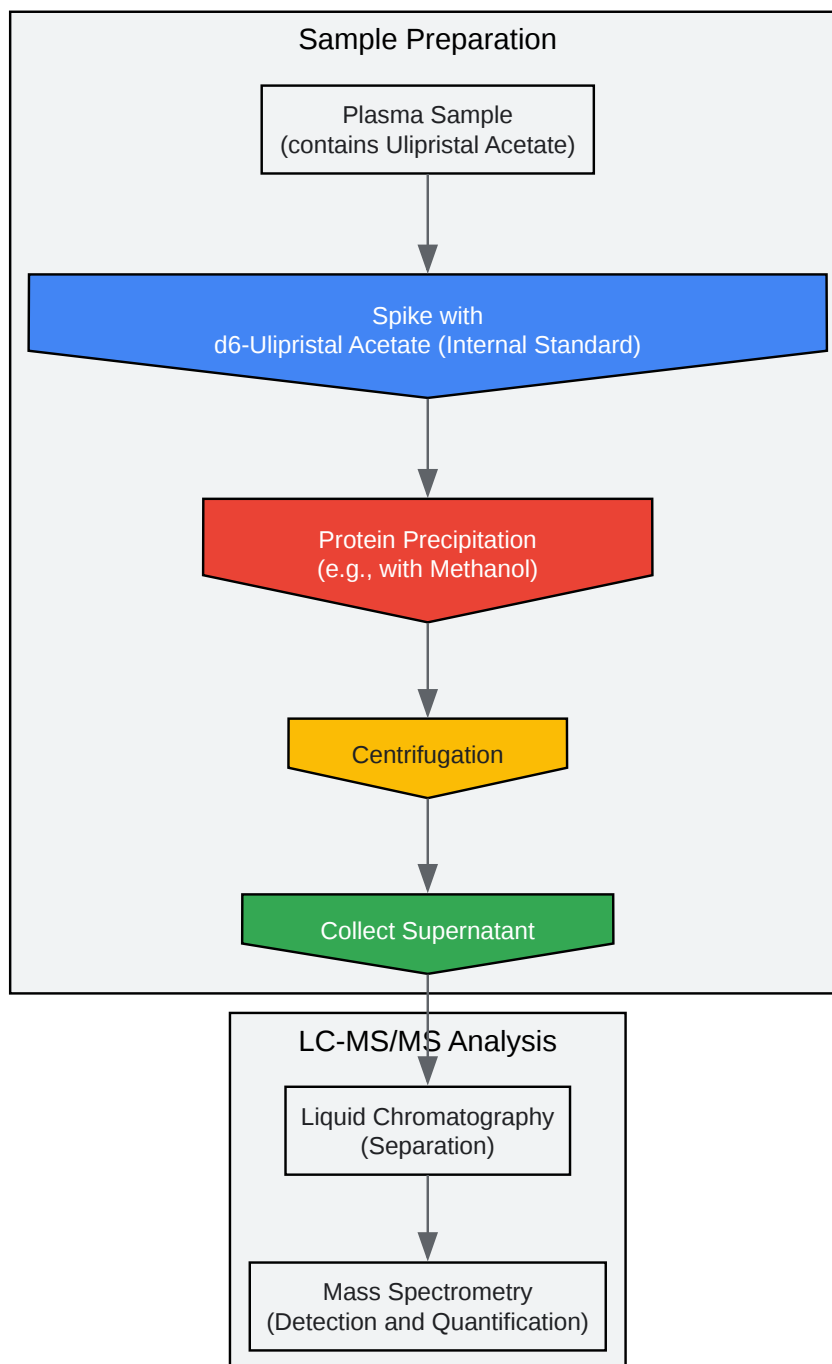 Sample Preparation
Plasma Sample
(contains Ulipristal Acetate)
Spike with
d6-Ulipristal Acetate (Internal Standard)
Protein Precipitation
(e.g., with Methanol)
Centrifugation
Collect Supernatant
LC-MS/MS Analysis
Liquid Chromatography
(Separation)
Mass Spectrometry
(Detection and Quantification)